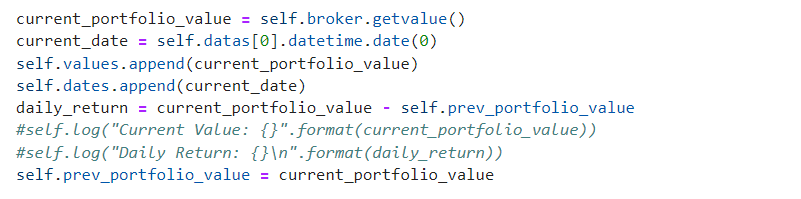 current_portfolio_value = self.broker.getvalue()
current_date = self.datas[0].datetime.date(0)
self.values.append(current_portfolio_value)
self.dates.append(current_date)
daily_return = current_portfolio_value - self.prev_portfolio_value
#self.log("Current Value: {}".format(current_portfolio_value))
#self.log("Daily Return: {}\n".format(daily_return))
self.prev_portfolio_value = current_portfolio_value